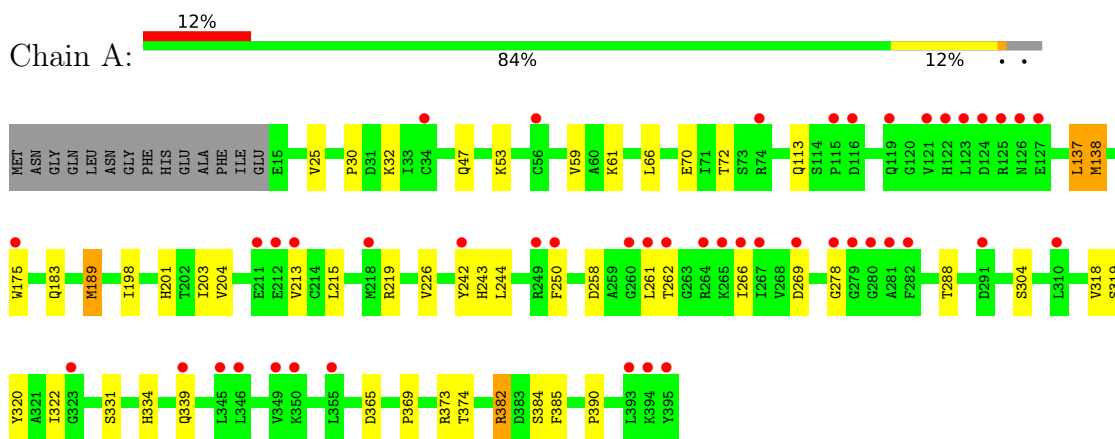 12%
Chain A:
84% 12% • •
MET ASN GLY GLN LEU ASN GLY PHE HIS GLU ALA PHE ILE GLU E15 V25 P30 D31 K32 I33 C34 Q47 K53 C56 V59 A60 K61 L66 E70 I71 T72 S73 R74 Q113 S114 P115 D116 Q119 G120 V121 H122 L123 D124 R125 N126 E127 L137 M138
W175 Q183 M189 I198 H201 T202 I203 V204 E211 E212 V213 C214 L215 M218 R219 V226 Y242 H243 L244 R249 F250 D258 A259 G260 L261 T262 G263 R264 K265 I266 I267 V268 D269 G278 G279 G280 A281 F282 T288 D291 S304 L310 V318 S319
Y320 A321 I322 G323 S331 H334 Q339 L345 L346 V349 K350 L355 D365 P369 R373 T374 R382 D383 S384 F385 P390 L393 K394 Y395